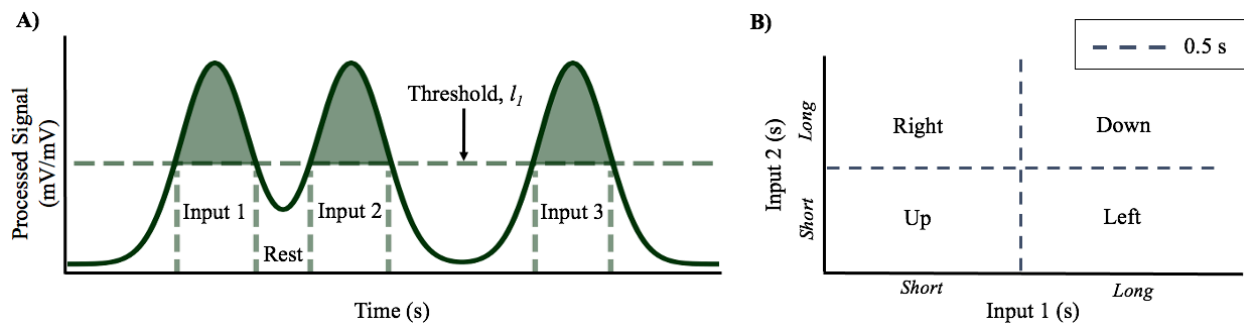 A)
Processed Signal
(mV/mV)
Threshold, l1
Input 1
Input 2
Input 3
Rest
Time (s)
B)
0.5 s
Input 2 (s)
Long
Short
Right
Down
Up
Left
Short
Long
Input 1 (s)